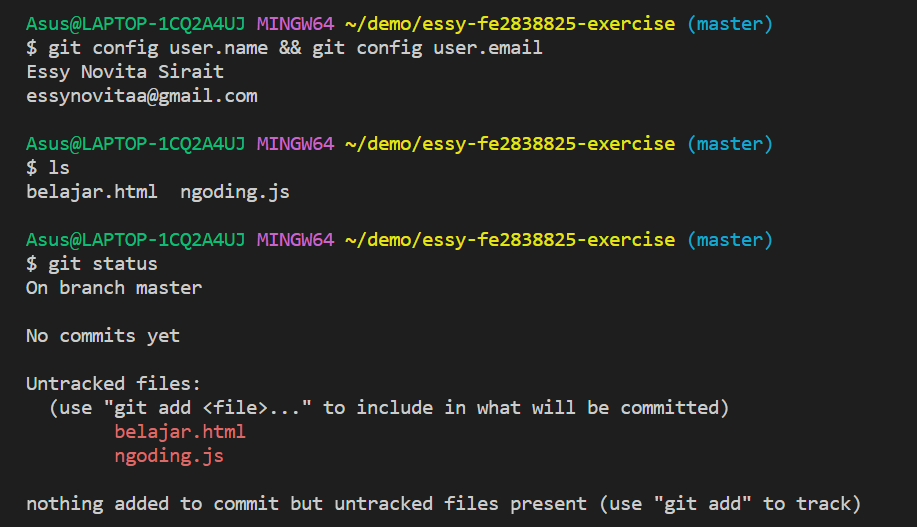 Asus@LAPTOP-1CQ2A4UJ MINGW64 ~/demo/essy-fe2838825-exercise (master)
$ git config user.name && git config user.email
Essy Novita Sirait
essynovitaa@gmail.com
Asus@LAPTOP-1CQ2A4UJ MINGW64 ~/demo/essy-fe2838825-exercise (master)
$ ls
belajar.html  ngoding.js
Asus@LAPTOP-1CQ2A4UJ MINGW64 ~/demo/essy-fe2838825-exercise (master)
$ git status
On branch master
No commits yet
Untracked files:
  (use "git add <file>..." to include in what will be committed)
        belajar.html
        ngoding.js
nothing added to commit but untracked files present (use "git add" to track)